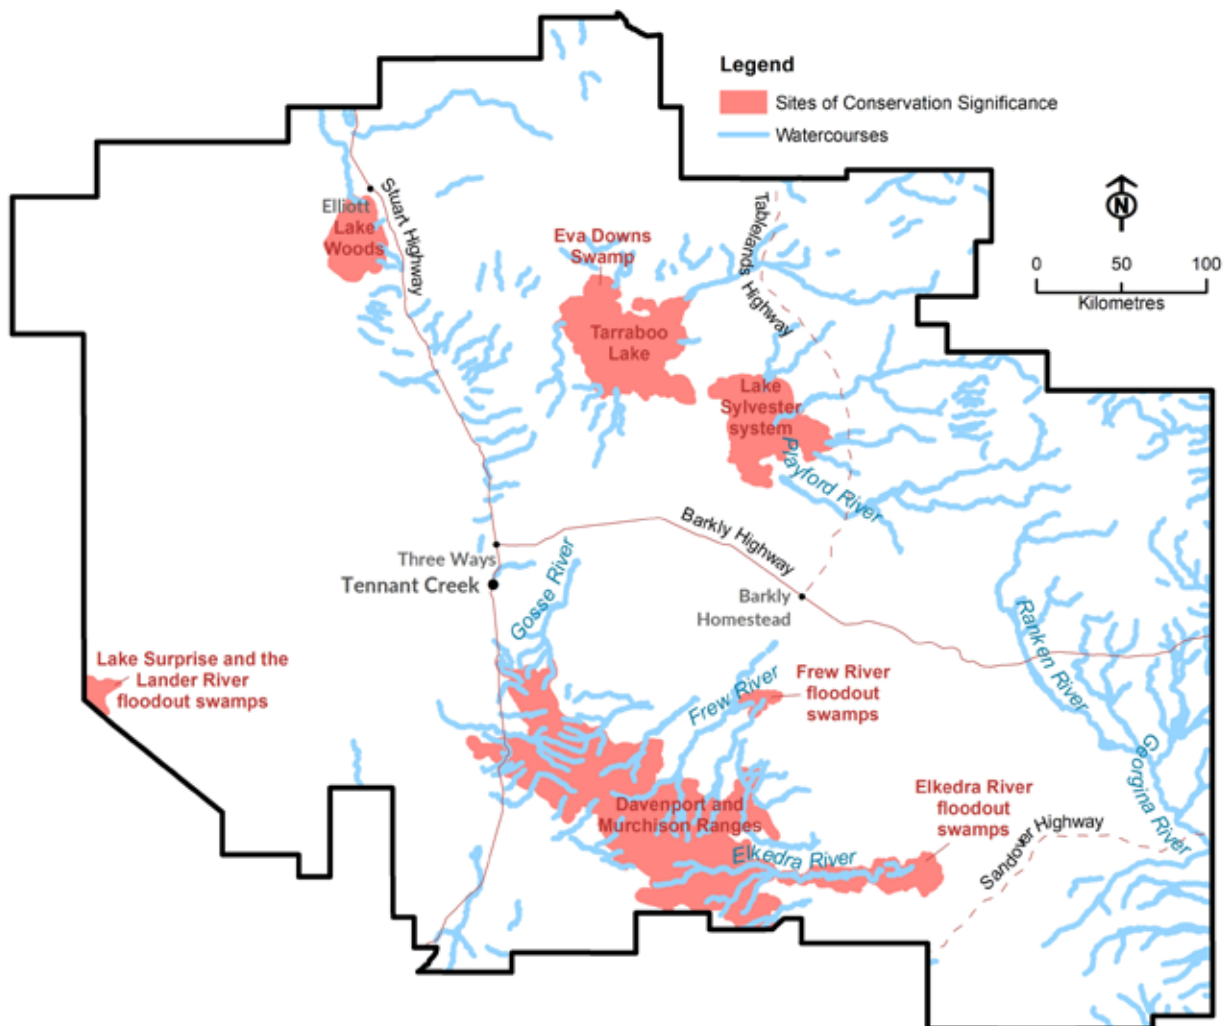 Legend
Sites of Conservation Significance
Watercourses
N
0 50 100
Kilometres
Stuart Highway
Elliott
Lake
Woods
Eva Downs
Swamp
Tarraboo
Lake
Tablelands Highway
Lake
Sylvester
system
Playford River
Barkly Highway
Three Ways
Tennant Creek
Gosse River
Barkly
Homestead
Ranken River
Lake Surprise and the
Lander River
floodout swamps
Frew River
Frew River
floodout
swamps
Georgina River
Davenport and
Murchison Ranges
Elkedra River
Elkedra River
floodout
swamps
Sandover Highway